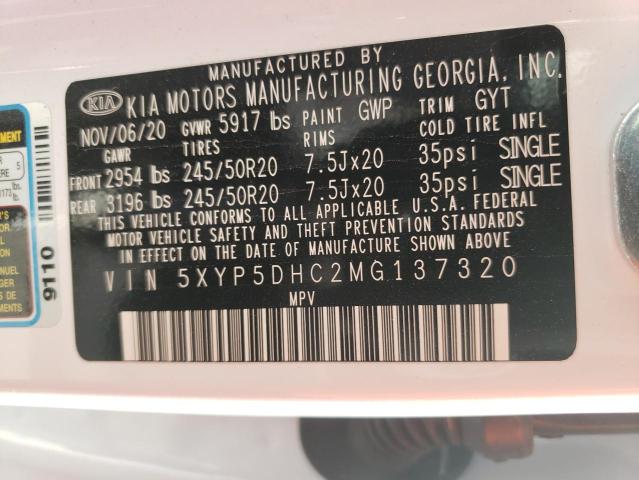 MANUFACTURED BY
KIA KIA MOTORS MANUFACTURING GEORGIA, INC.
NOV/06/20 GVWR 5917 lbs PAINT GWP TRIM GYT
GAWR TIRES RIMS COLD TIRE INFL
FRONT 2954 lbs 245/50R20 7.5Jx20 35psi SINGLE
REAR 3196 lbs 245/50R20 7.5Jx20 35psi SINGLE
THIS VEHICLE CONFORMS TO ALL APPLICABLE U.S.A. FEDERAL
MOTOR VEHICLE SAFETY AND THEFT PREVENTION STANDARDS
IN EFFECT ON THE DATE OF MANUFACTURE SHOWN ABOVE.
VIN 5XYP5DHC2MG137320
MPV
9110
5